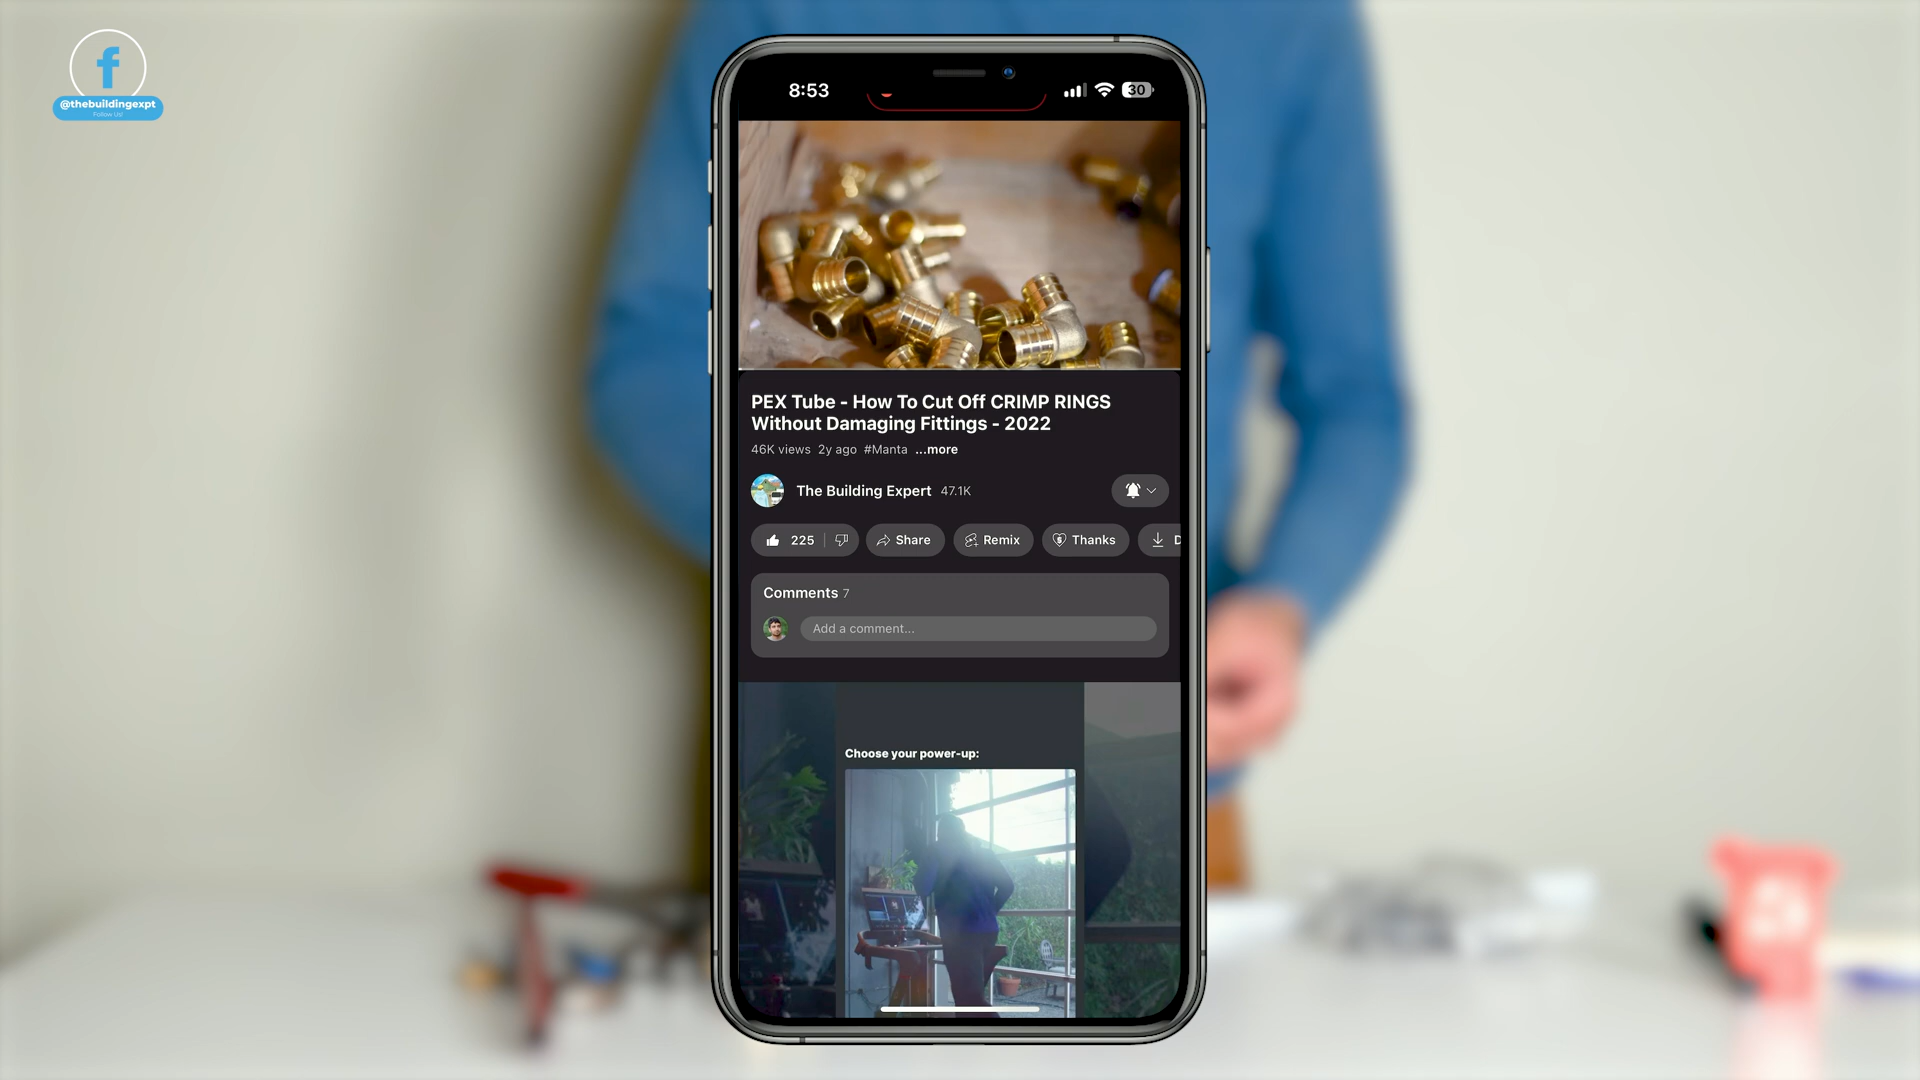 f
@thebuildingexpt
Follow Us!
8:53
30
PEX Tube - How To Cut Off CRIMP RINGS
Without Damaging Fittings - 2022
46K views 2y ago #Manta ...more
The Building Expert 47.1K
225 Share Remix Thanks D
Comments 7
Add a comment...
Choose your power-up: